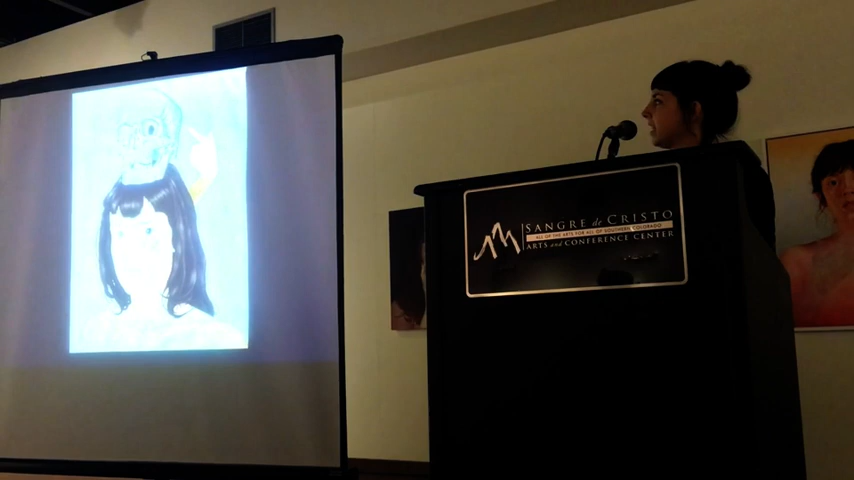 SANGRE de CRISTO
ALL OF THE ARTS FOR ALL OF SOUTHERN COLORADO
ARTS and CONFERENCE CENTER